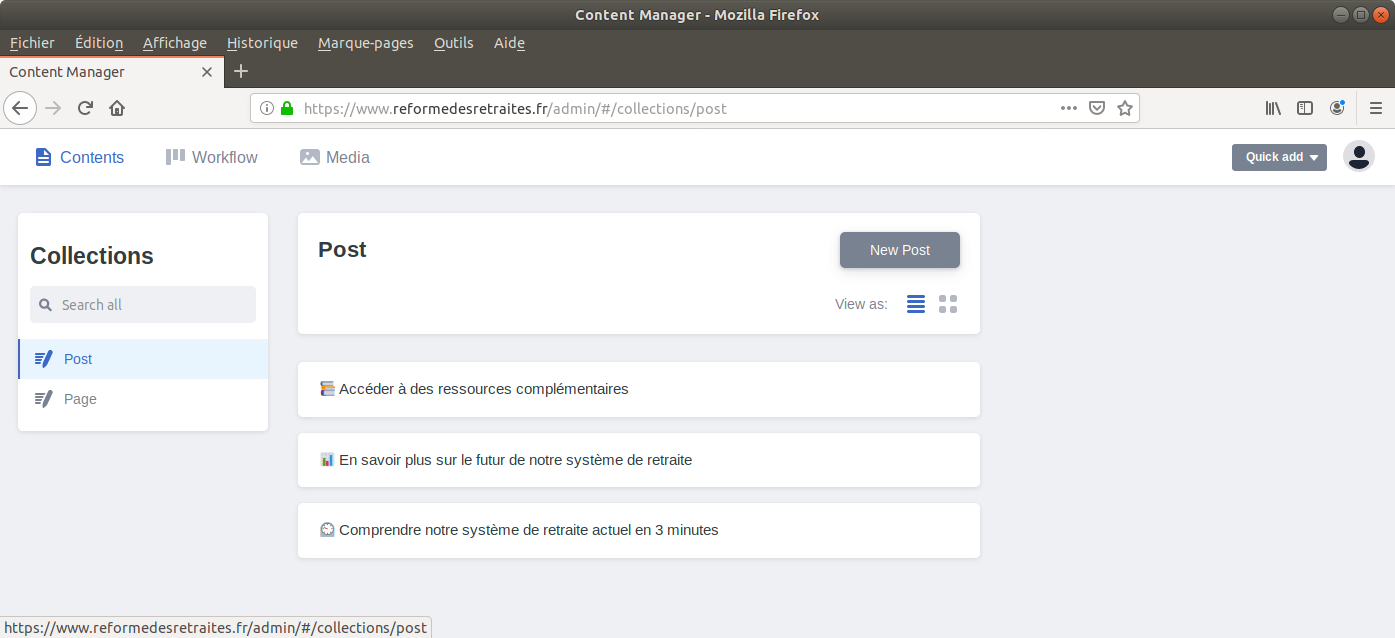 Content Manager - Mozilla Firefox
Fichier Édition Affichage Historique Marque-pages Outils Aide
Content Manager
https://www.reformedesretraites.fr/admin/#/collections/post
Contents Workflow Media Quick add
Collections
Search all
Post
Page
Post
New Post
View as:
📚 Accéder à des ressources complémentaires
📊 En savoir plus sur le futur de notre système de retraite
⏲ Comprendre notre système de retraite actuel en 3 minutes
https://www.reformedesretraites.fr/admin/#/collections/post